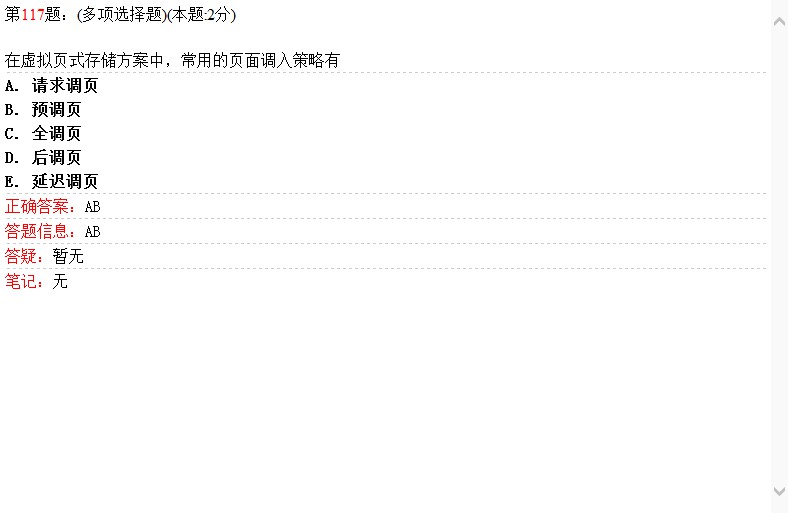 第117题：(多项选择题)(本题:2分)
在虚拟页式存储方案中，常用的页面调入策略有
A. 请求调页
B. 预调页
C. 全调页
D. 后调页
E. 延迟调页
正确答案：AB
答题信息：AB
答疑：暂无
笔记：无